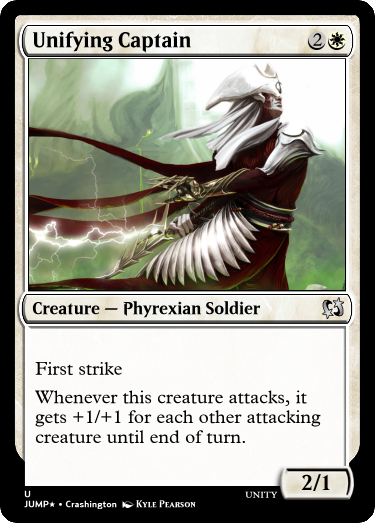 Unifying Captain 2
Creature — Phyrexian Soldier
First strike
Whenever this creature attacks, it
gets +1/+1 for each other attacking
creature until end of turn.
2/1
U
JUMP★ • Crashington Kyle Pearson
UNITY